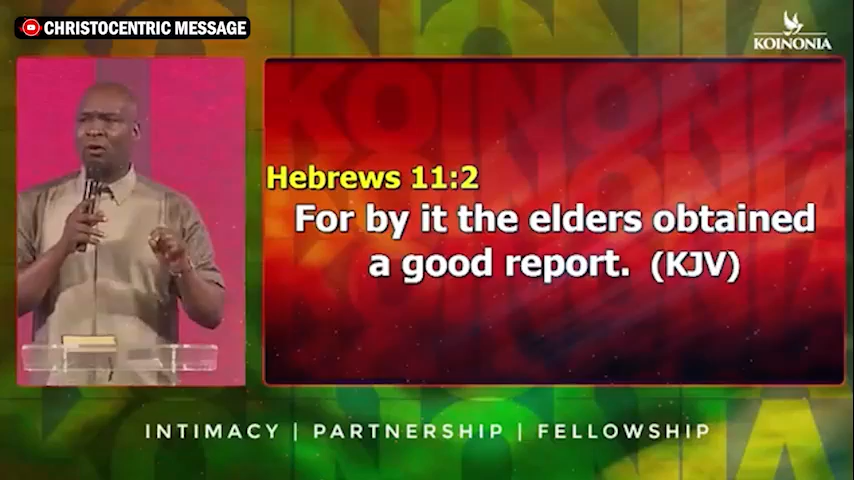 CHRISTOCENTRIC MESSAGE
KOINONIA
Hebrews 11:2
For by it the elders obtained
a good report. (KJV)
INTIMACY | PARTNERSHIP | FELLOWSHIP